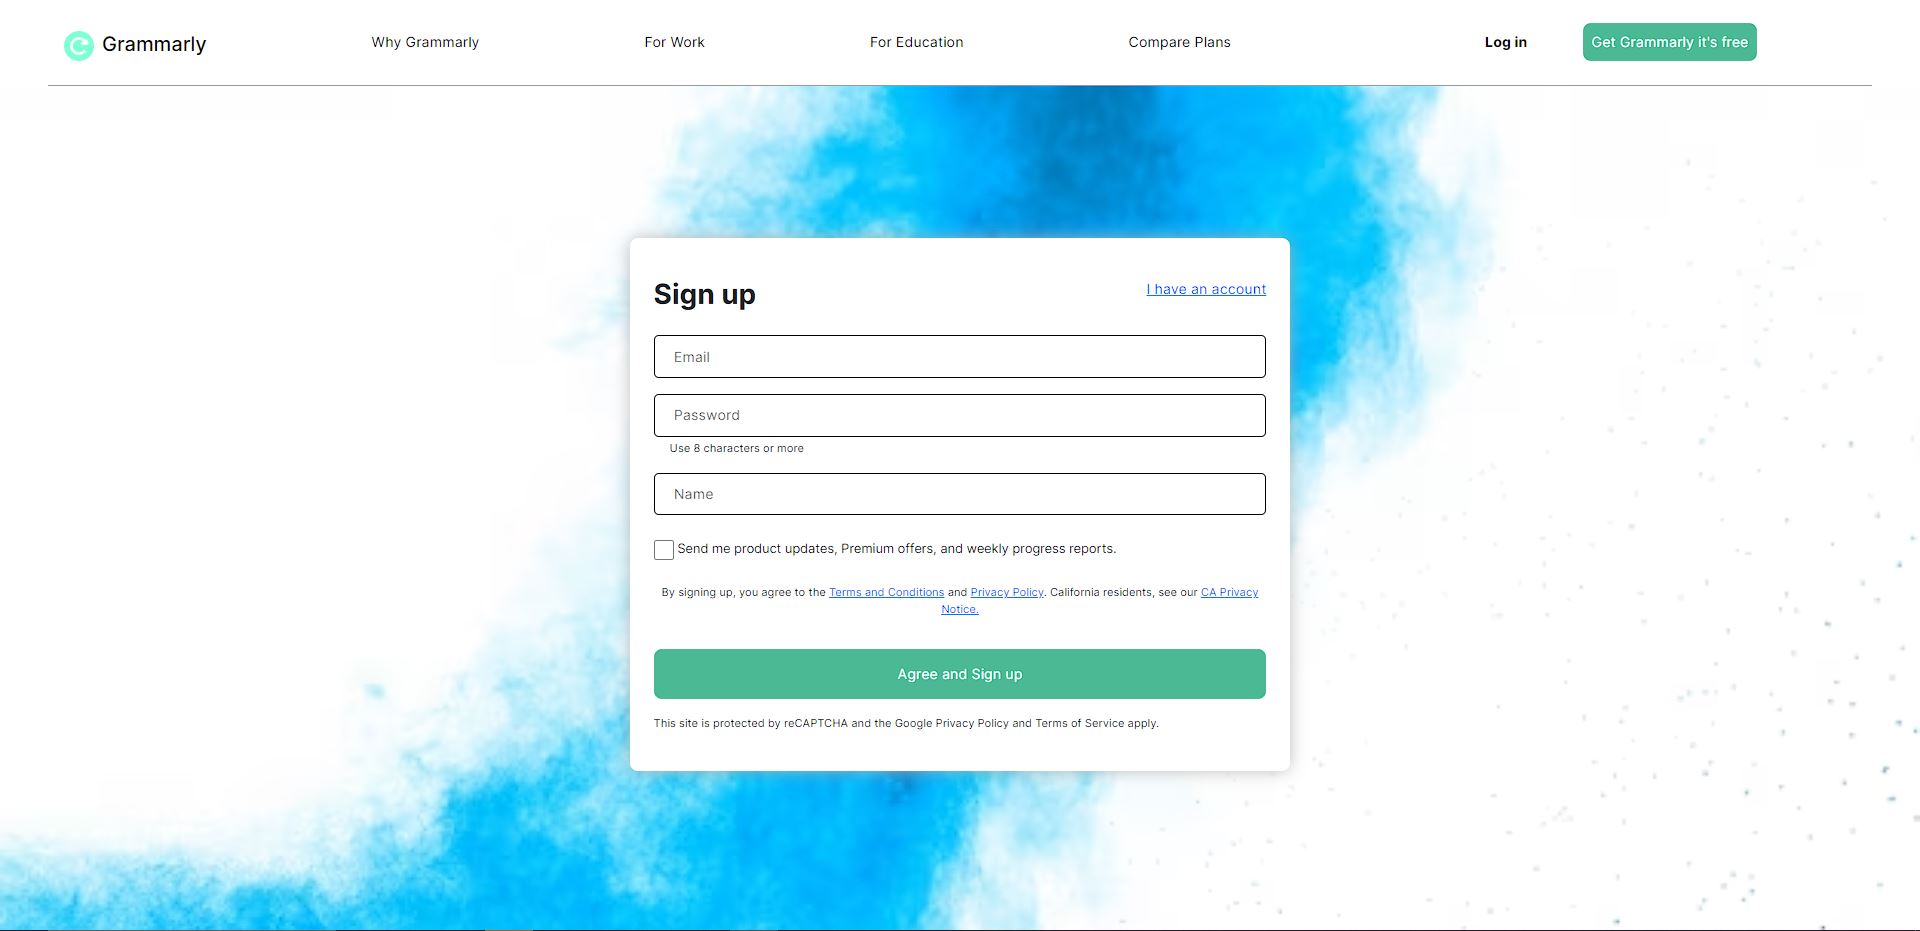 Grammarly
Why Grammarly
For Work
For Education
Compare Plans
Log in
Get Grammarly it's free
Sign up
I have an account
Email
Password
Use 8 characters or more
Name
Send me product updates, Premium offers, and weekly progress reports.
By signing up, you agree to the Terms and Conditions and Privacy Policy. California residents, see our CA Privacy
Notice.
Agree and Sign up
This site is protected by reCAPTCHA and the Google Privacy Policy and Terms of Service apply.